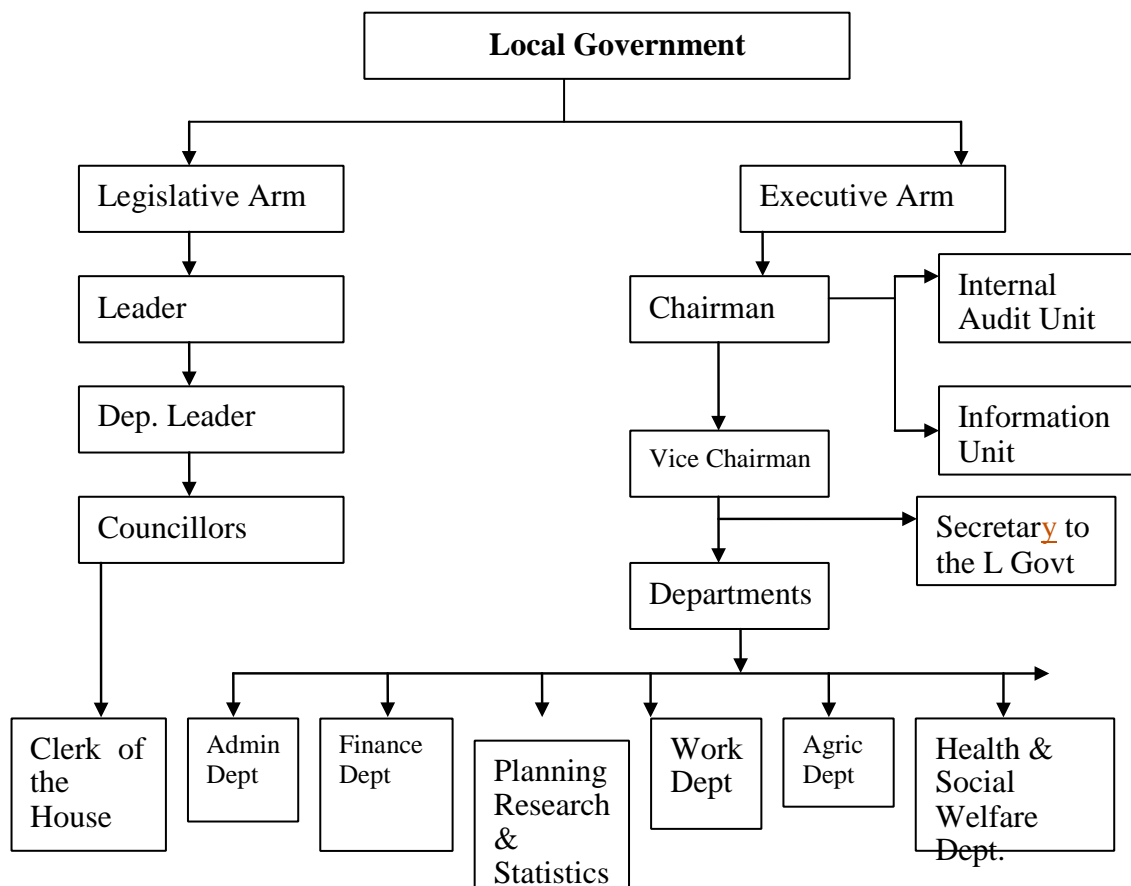 Local Government
Legislative Arm
Executive Arm
Leader
Chairman
Internal
Audit Unit
Dep. Leader
Vice Chairman
Information
Unit
Councillors
Secretary to
the L Govt
Departments
Clerk of
the
House
Admin
Dept
Finance
Dept
Planning
Research
&
Statistics
Work
Dept
Agric
Dept
Health &
Social
Welfare
Dept.